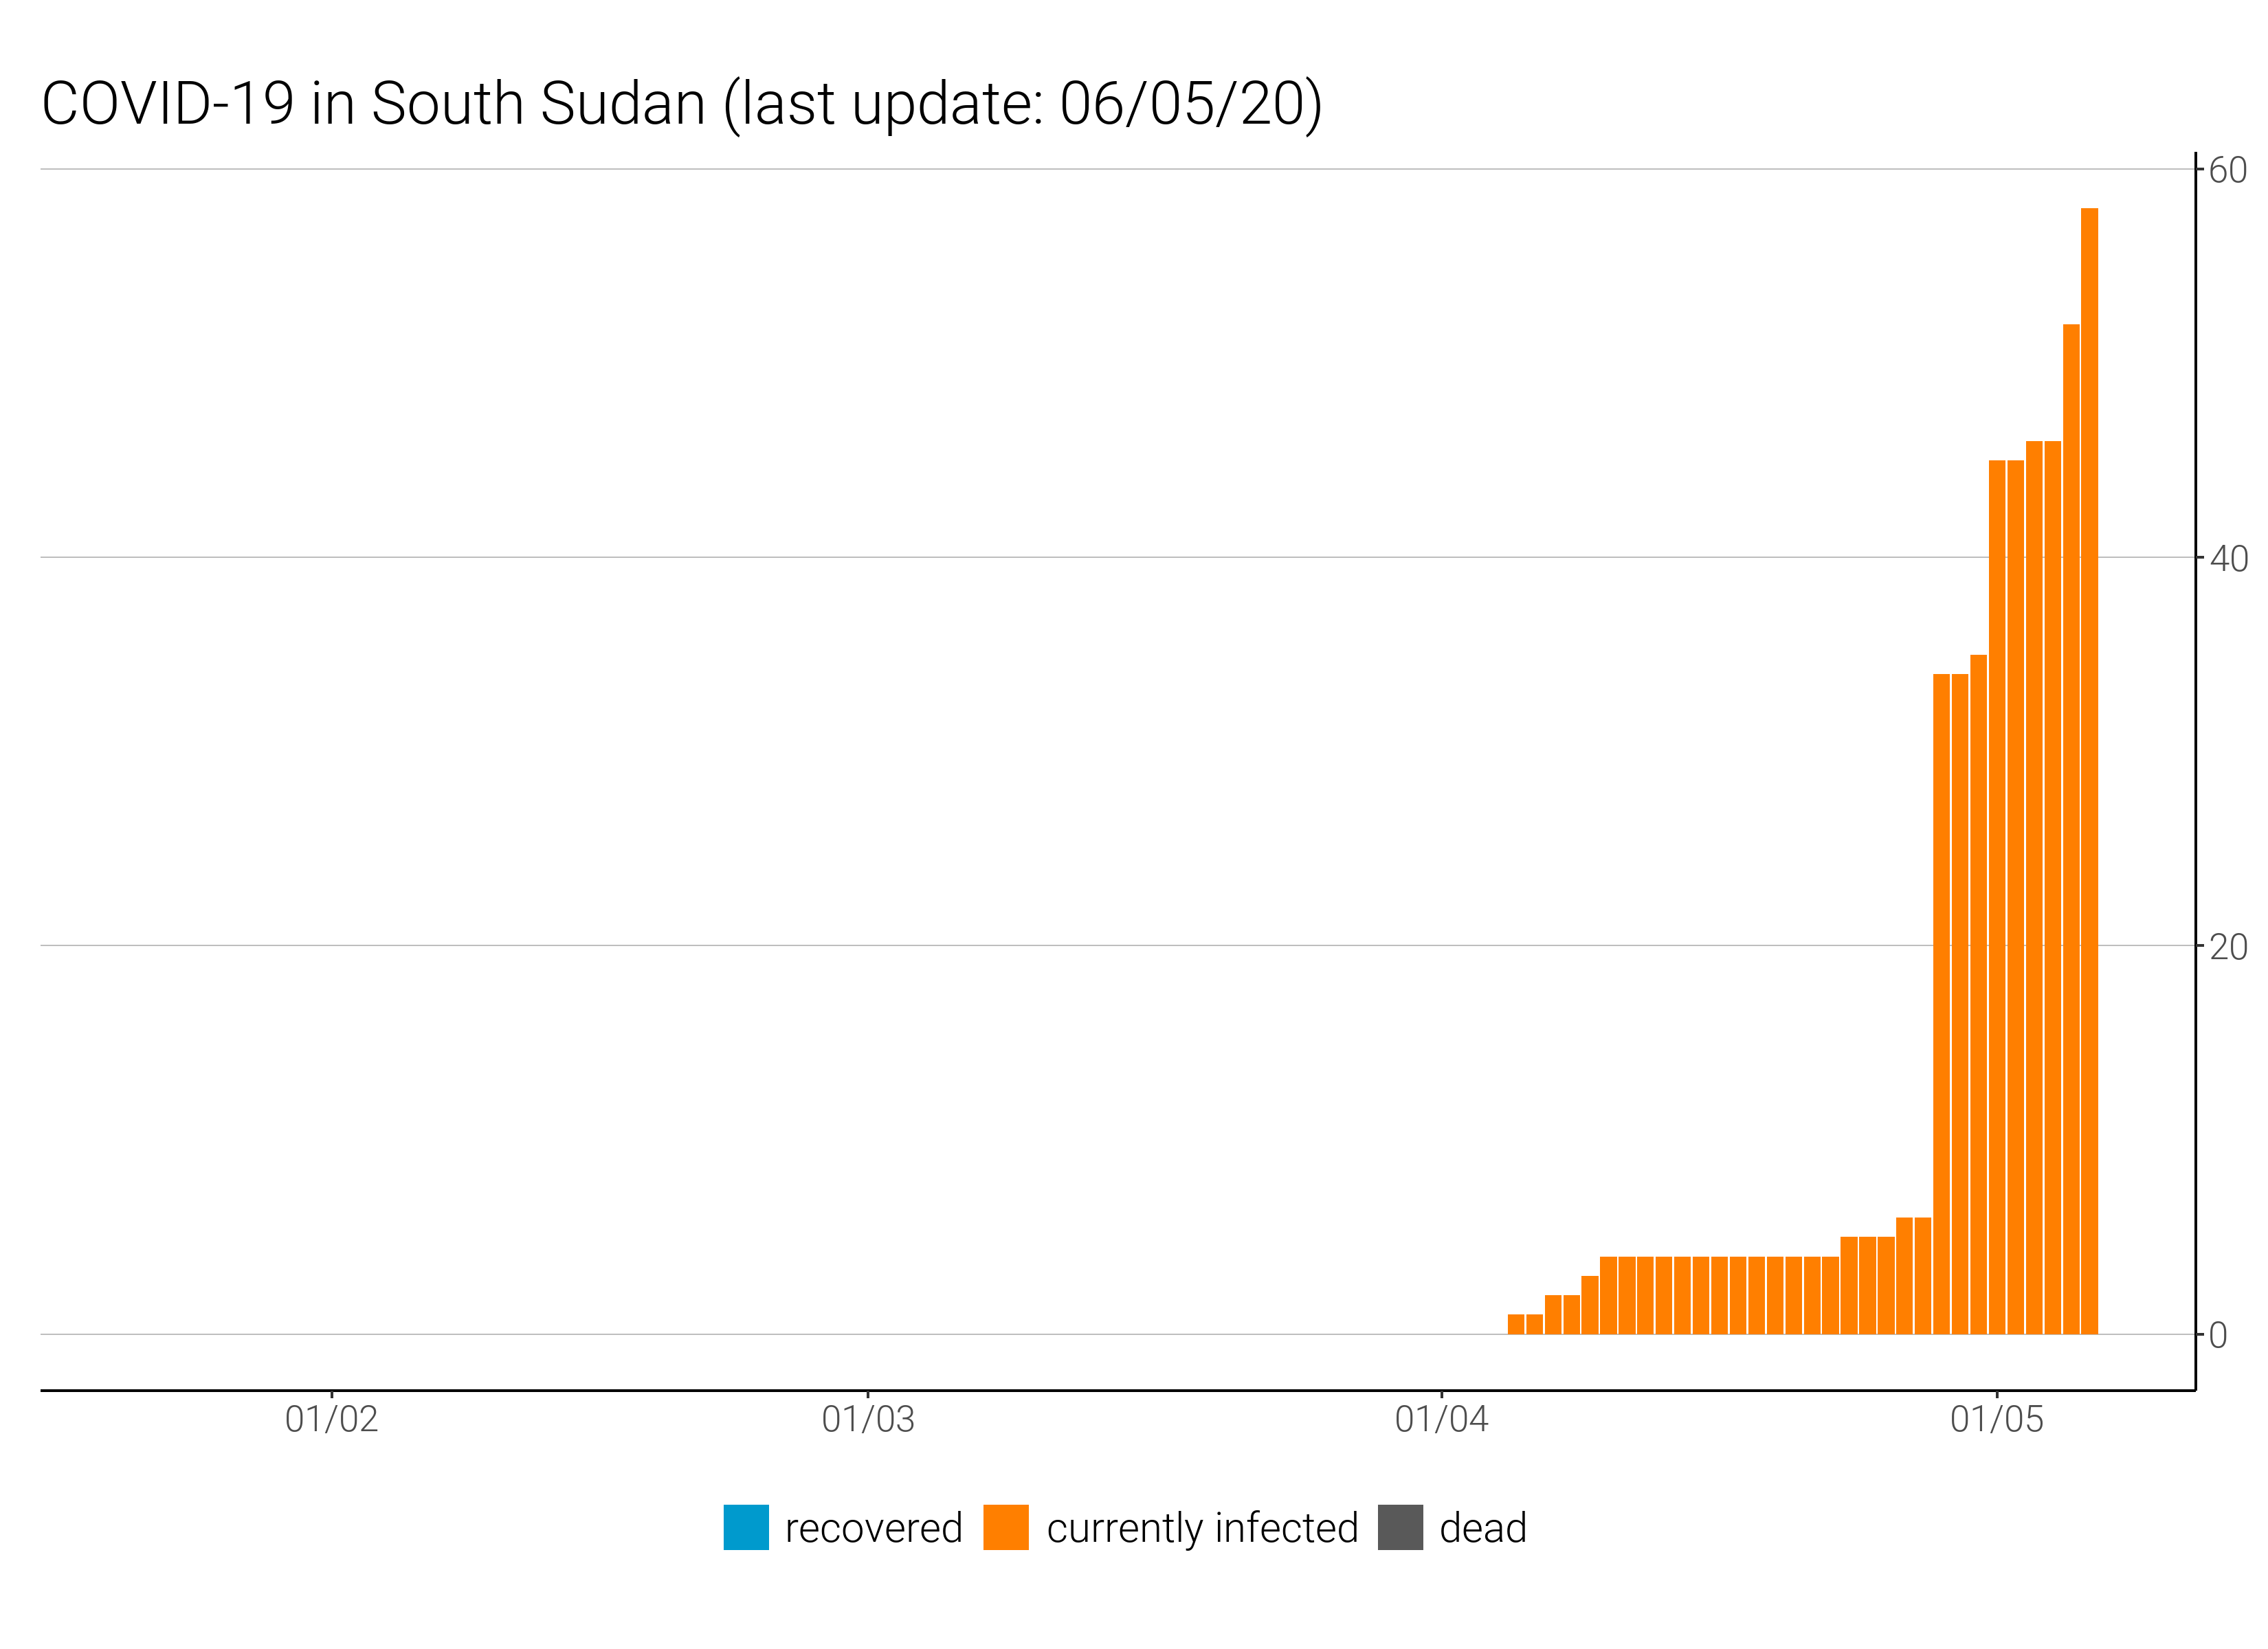 COVID-19 in South Sudan (last update: 06/05/20)
60
40
20
0
01/02 01/03 01/04 01/05
recovered currently infected dead